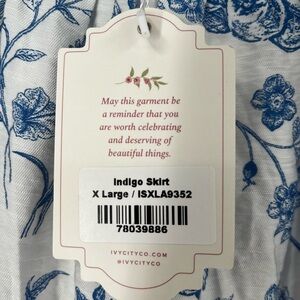 May this garment be
a reminder that you
are worth celebrating
and deserving of
beautiful things.
Indigo Skirt
X Large / ISXLA9352
78039886
IVYCITYCO.COM
@IVYCITYCO